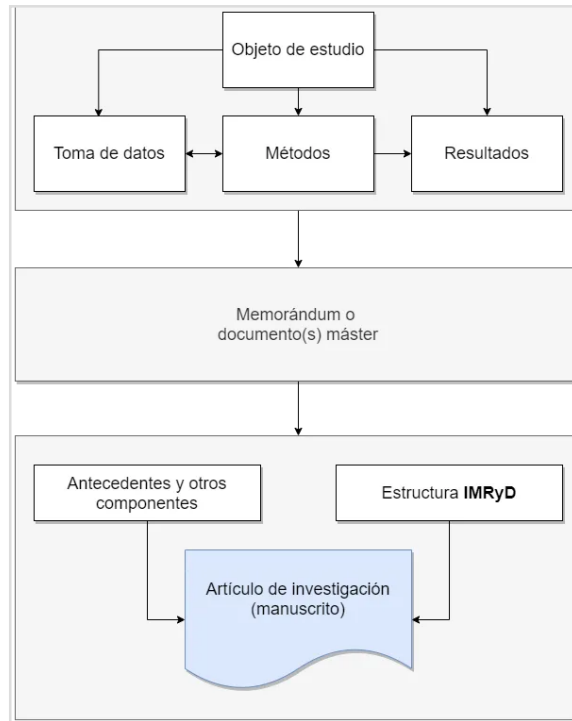 Objeto de estudio
Toma de datos
Métodos
Resultados
Memorándum o
documento(s) máster
Antecedentes y otros
componentes
Estructura IMRyD
Artículo de investigación
(manuscrito)